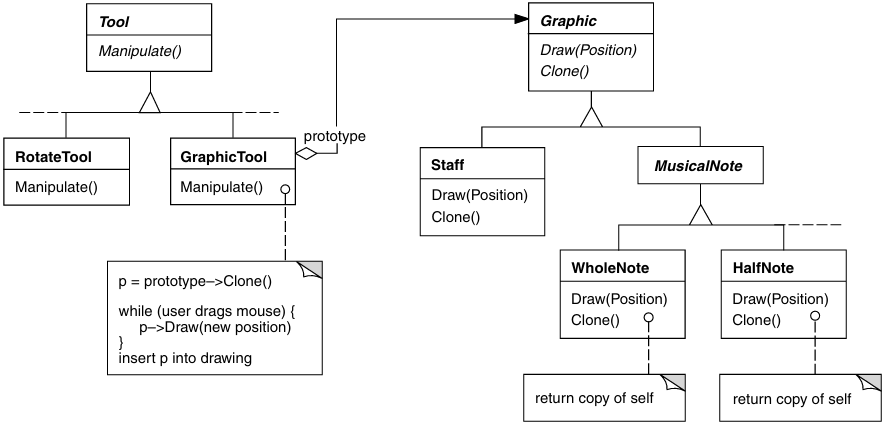 Tool
Manipulate()
RotateTool
Manipulate()
GraphicTool
Manipulate()
prototype
p = prototype–>Clone()
while (user drags mouse) {
p–>Draw(new position)
}
insert p into drawing
Graphic
Draw(Position)
Clone()
Staff
Draw(Position)
Clone()
MusicalNote
WholeNote
Draw(Position)
Clone()
HalfNote
Draw(Position)
Clone()
return copy of self
return copy of self